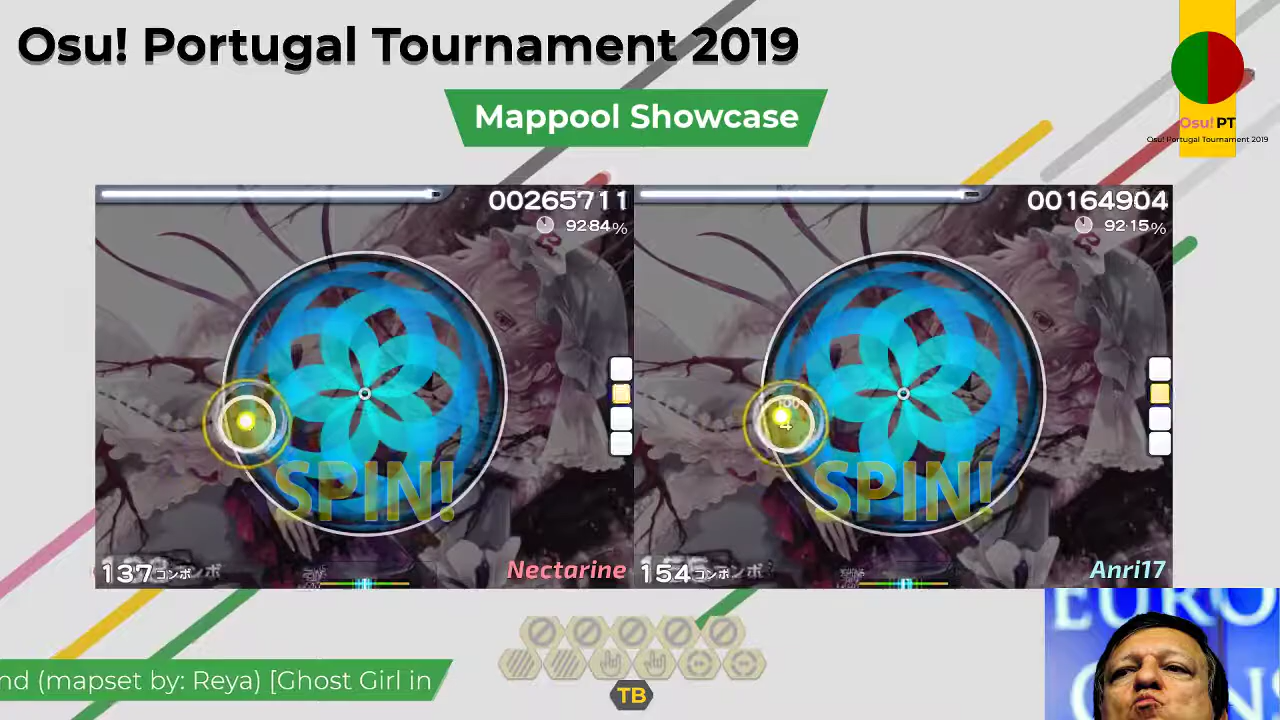 Osu! Portugal Tournament 2019
Mappool Showcase
Osu! PT
Osu! Portugal Tournament 2019
00265711
92.84%
00164904
92.15%
100
SPIN!
SPIN!
137コンボ
Nectarine
154コンボ
Anri17
EURO
nd (mapset by: Reya) [Ghost Girl in
TB